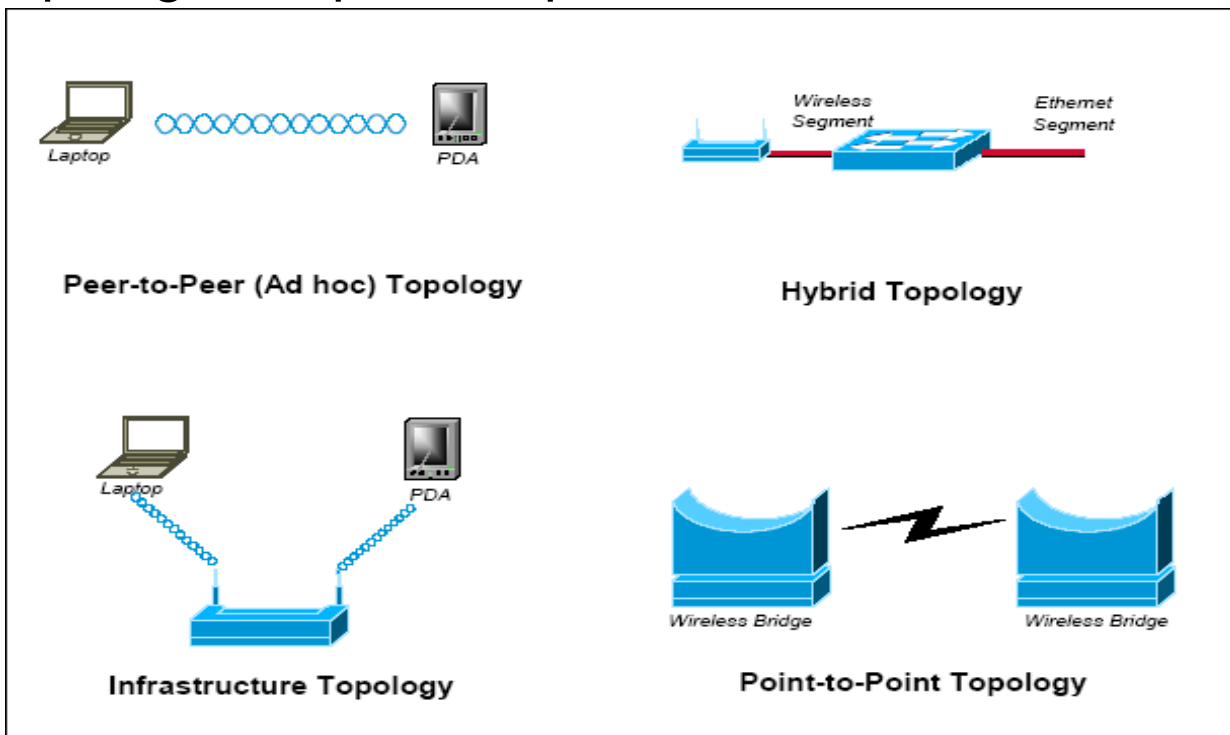 Laptop
PDA
Wireless
Segment
Ethernet
Segment
Peer-to-Peer (Ad hoc) Topology
Hybrid Topology
Laptop
PDA
Wireless Bridge
Wireless Bridge
Infrastructure Topology
Point-to-Point Topology